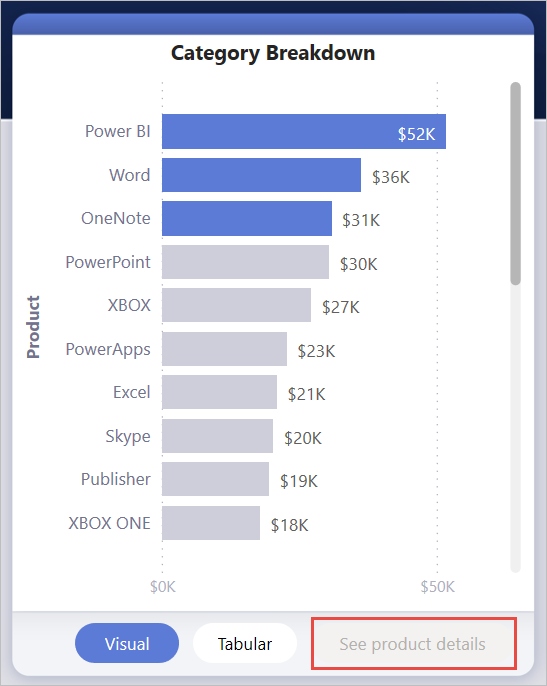 Category Breakdown
Product
Power BI $52K
Word $36K
OneNote $31K
PowerPoint $30K
XBOX $27K
PowerApps $23K
Excel $21K
Skype $20K
Publisher $19K
XBOX ONE $18K
$0K $50K
Visual Tabular See product details